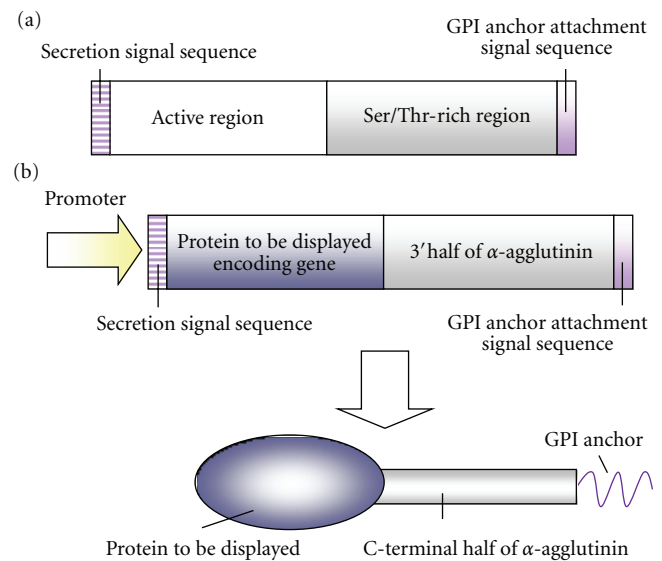 (a)
Secretion signal sequence
GPI anchor attachment
signal sequence
Active region
Ser/Thr-rich region
(b)
Promoter
Protein to be displayed
encoding gene
3′ half of α-agglutinin
Secretion signal sequence
GPI anchor attachment
signal sequence
GPI anchor
Protein to be displayed
C-terminal half of α-agglutinin